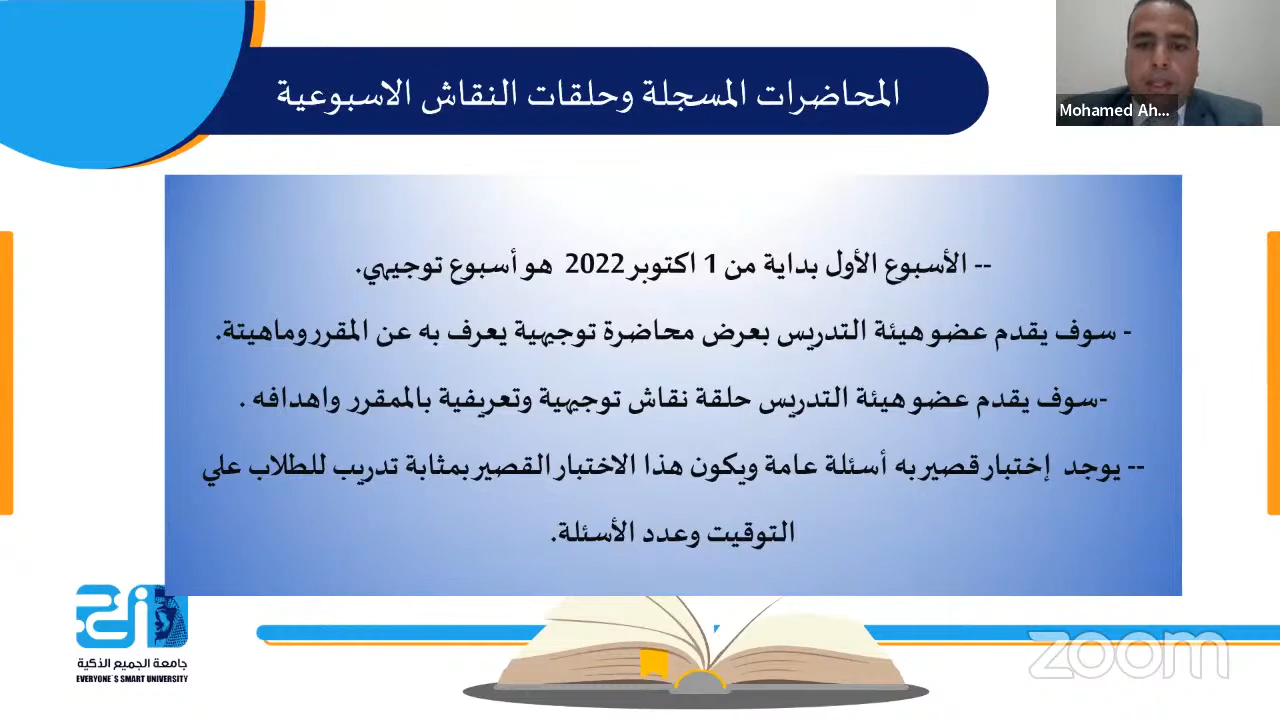 المحاضرات المسجلة وحلقات النقاش الاسبوعية
Mohamed Ah...
-- الأسبوع الأول بداية من 1 اكتوبر 2022 هو أسبوع توجيهي.
- سوف يقدم عضو هيئة التدريس بعرض محاضرة توجيهية يعرف به عن المقرر وماهيتة.
-سوف يقدم عضو هيئة التدريس حلقة نقاش توجيهية وتعريفية بالممقرر واهدافه .
-- يوجد إختبار قصير به أسئلة عامة ويكون هذا الاختبار القصير بمثابة تدريب للطلاب علي
التوقيت وعدد الأسئلة.
جامعة الجميع الذكية
EVERYONE`S SMART UNIVERSITY
zoom